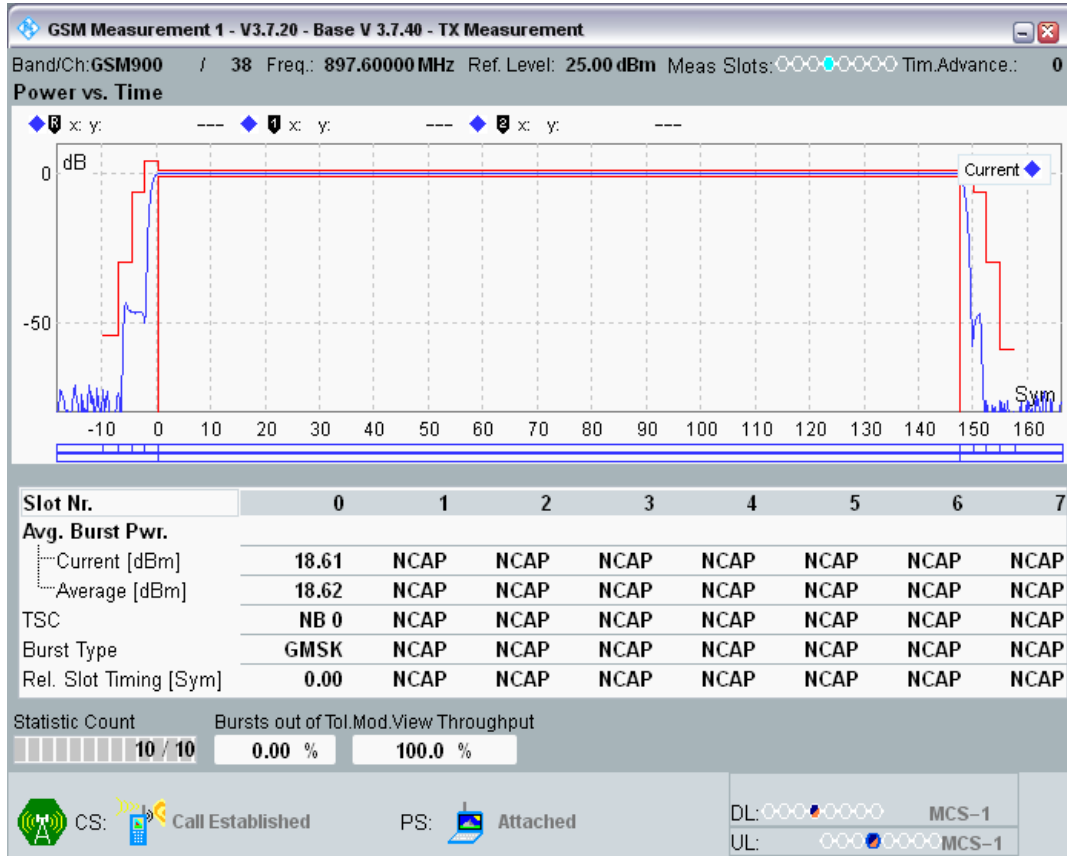 GSM Measurement 1 - V3.7.20 - Base V 3.7.40 - TX Measurement
Band/Ch:GSM900 / 38 Freq.: 897.60000 MHz Ref. Level: 25.00 dBm Meas Slots: Tim.Advance.: 0
Power vs. Time
R x: y: --- 1 x: y: --- 2 x: y: ---
dB
0
Current
-50
Sym
-10 0 10 20 30 40 50 60 70 80 90 100 110 120 130 140 150 160
Slot Nr. 0 1 2 3 4 5 6 7
Avg. Burst Pwr.
Current [dBm] 18.61 NCAP NCAP NCAP NCAP NCAP NCAP NCAP
Average [dBm] 18.62 NCAP NCAP NCAP NCAP NCAP NCAP NCAP
TSC NB 0 NCAP NCAP NCAP NCAP NCAP NCAP NCAP
Burst Type GMSK NCAP NCAP NCAP NCAP NCAP NCAP NCAP
Rel. Slot Timing [Sym] 0.00 NCAP NCAP NCAP NCAP NCAP NCAP NCAP
Statistic Count Bursts out of Tol. Mod.View Throughput
10 / 10 0.00 % 100.0 %
CS: Call Established PS: Attached DL: MCS-1
UL: MCS-1